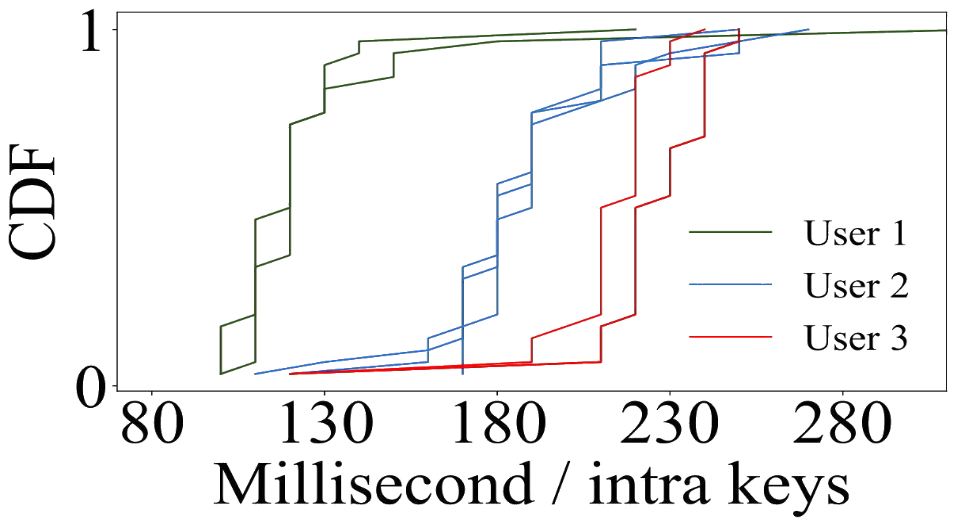 1
CDF
0
User 1
User 2
User 3
80 130 180 230 280
Millisecond / intra keys